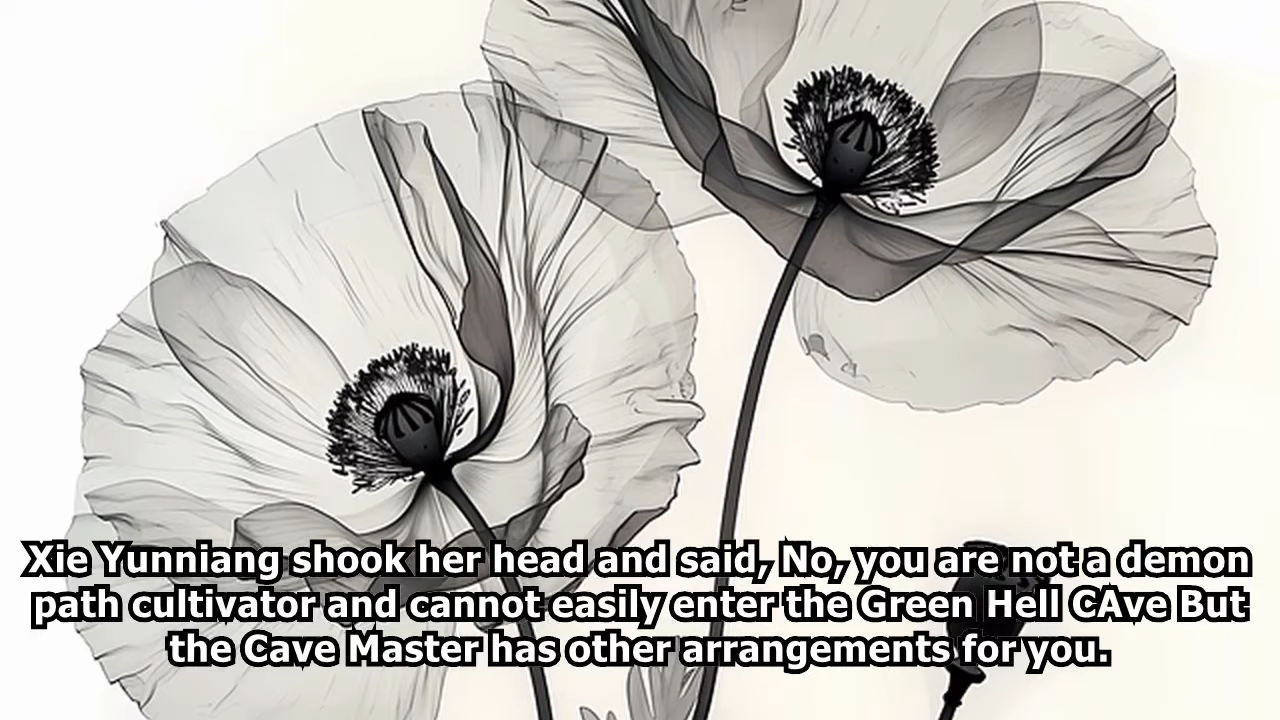 Xie Yunniang shook her head and said, No, you are not a demon
path cultivator and cannot easily enter the Green Hell CAve But
the Cave Master has other arrangements for you.